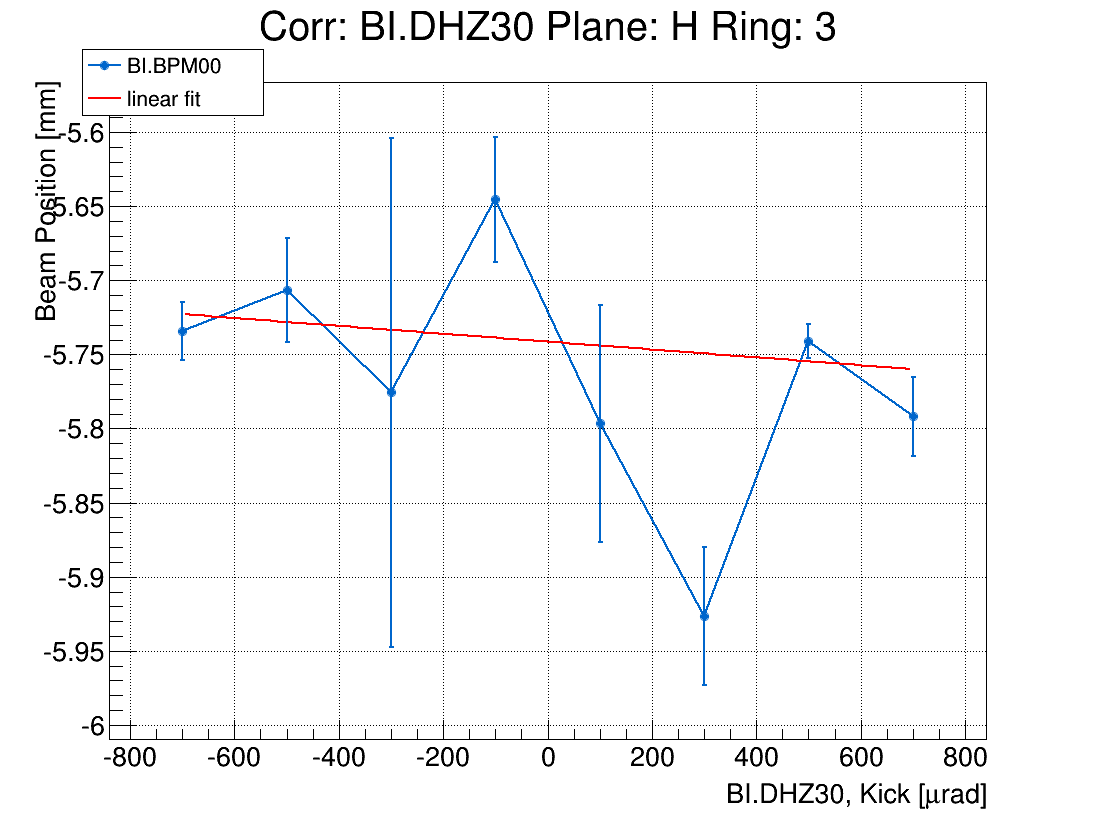 Corr: BI.DHZ30 Plane: H Ring: 3
BI.BPM00
linear fit
Beam Position [mm]
-5.6
-5.65
-5.7
-5.75
-5.8
-5.85
-5.9
-5.95
-6
-800 -600 -400 -200 0 200 400 600 800
BI.DHZ30, Kick [μrad]